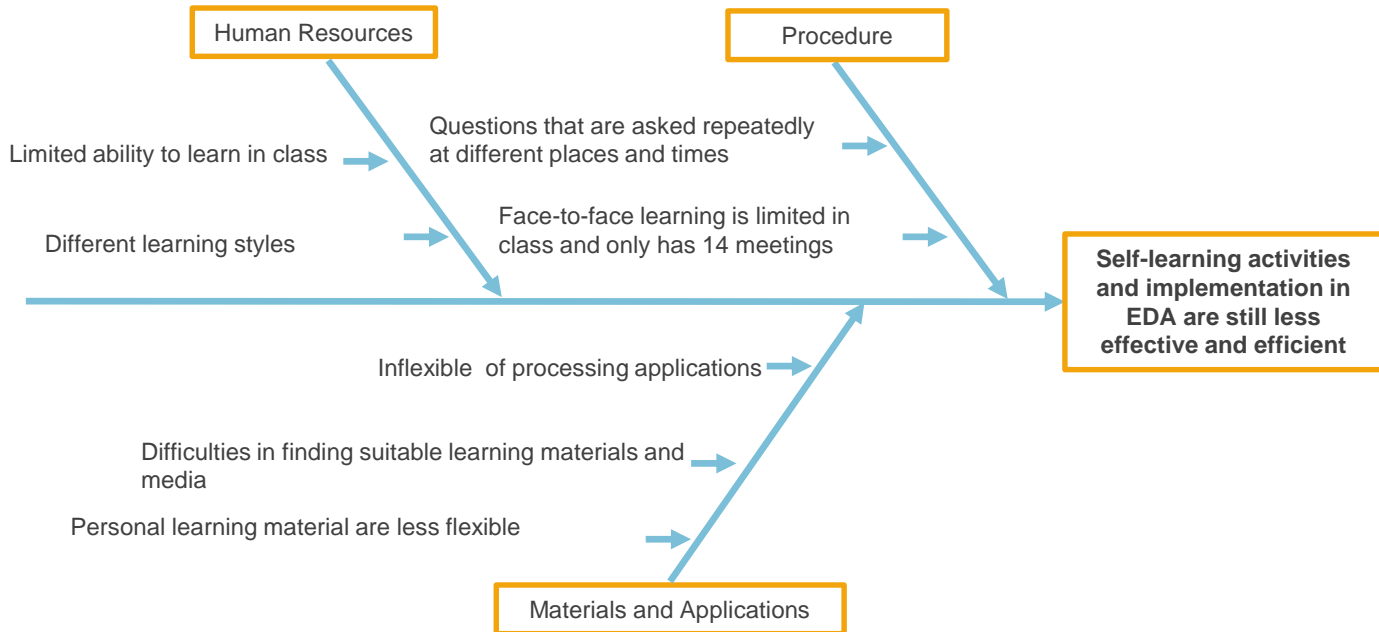 Human Resources
Procedure
Questions that are asked repeatedly
at different places and times
Limited ability to learn in class
Face-to-face learning is limited in
class and only has 14 meetings
Different learning styles
Self-learning activities
and implementation in
EDA are still less
effective and efficient
Inflexible  of processing applications
Difficulties in finding suitable learning materials and
media
Personal learning material are less flexible
Materials and Applications